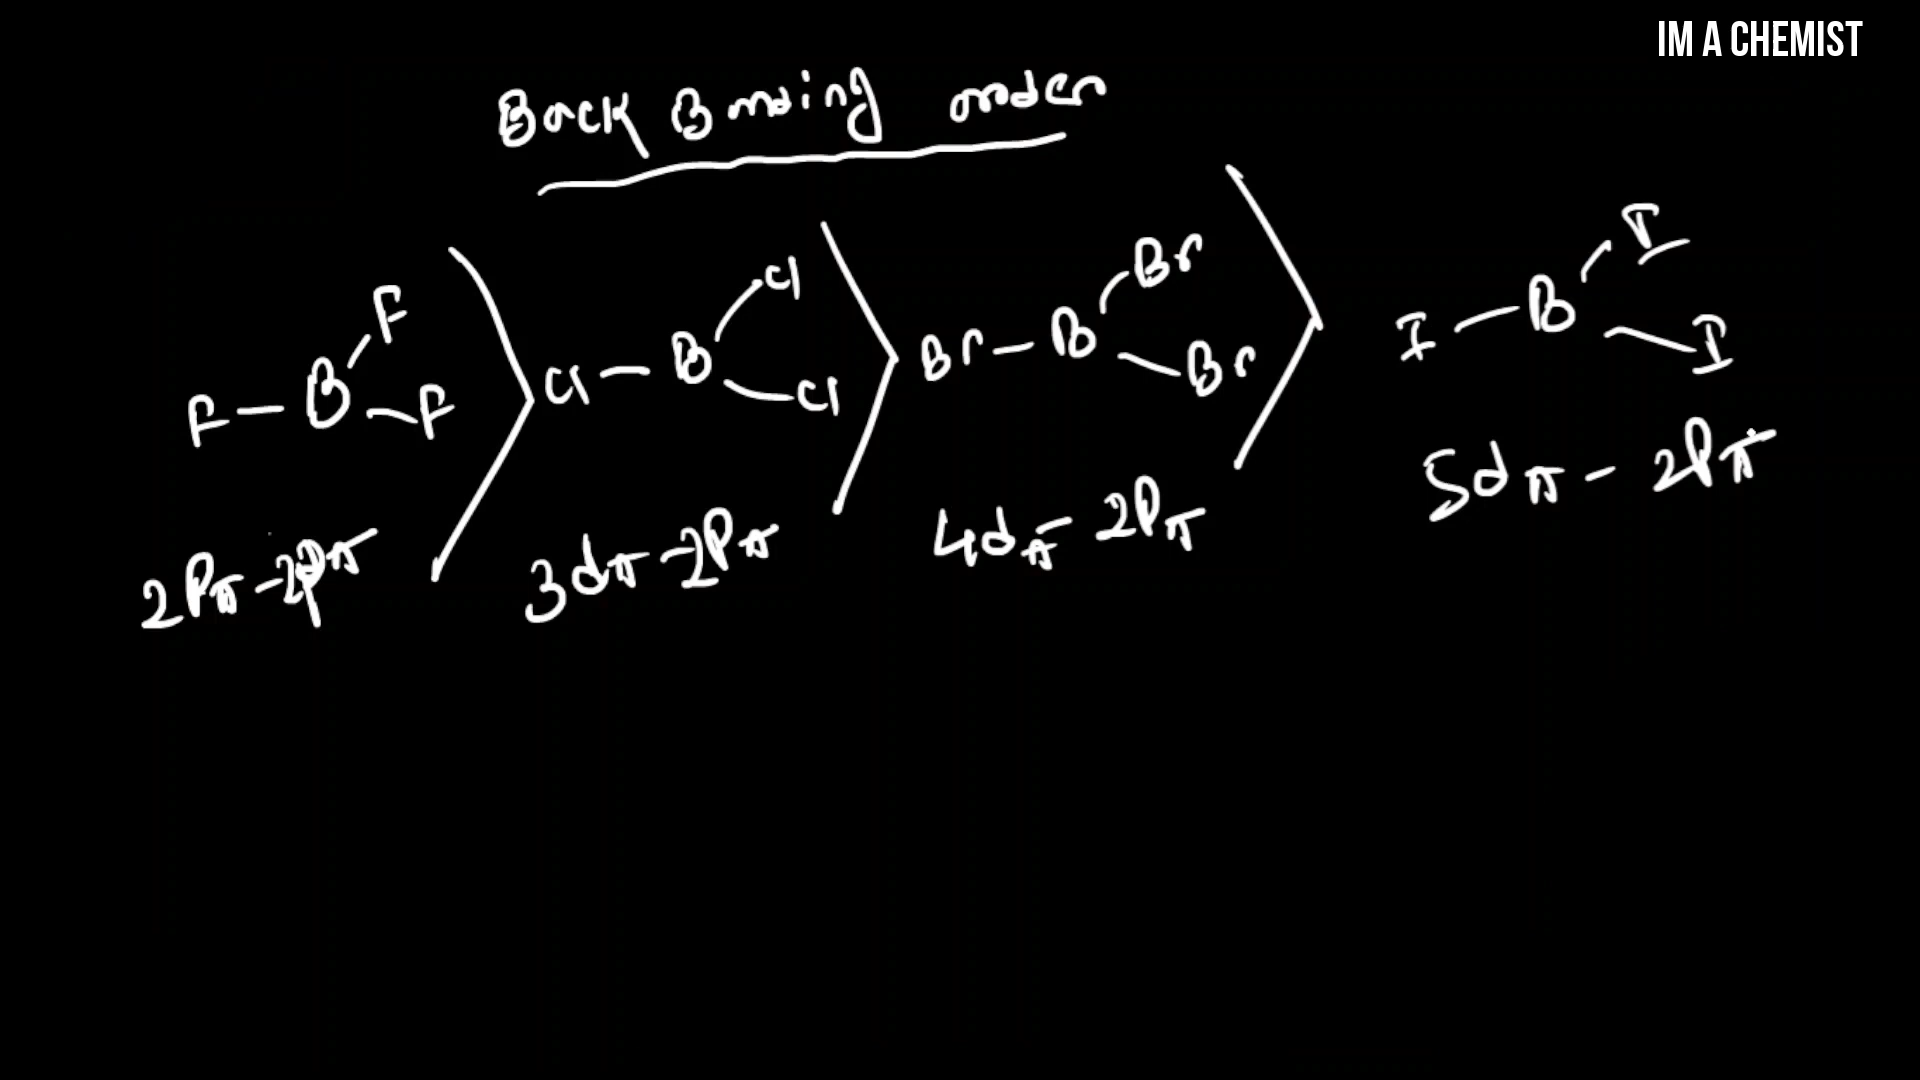 IM A CHEMIST
Back Bonding order
F-B-F F > Cl-B-Cl Cl > Br-B-Br Br > I-B-I I
2Pπ-2pπ 3dπ-2Pπ 4dπ-2Pπ 5dπ-2Pπ